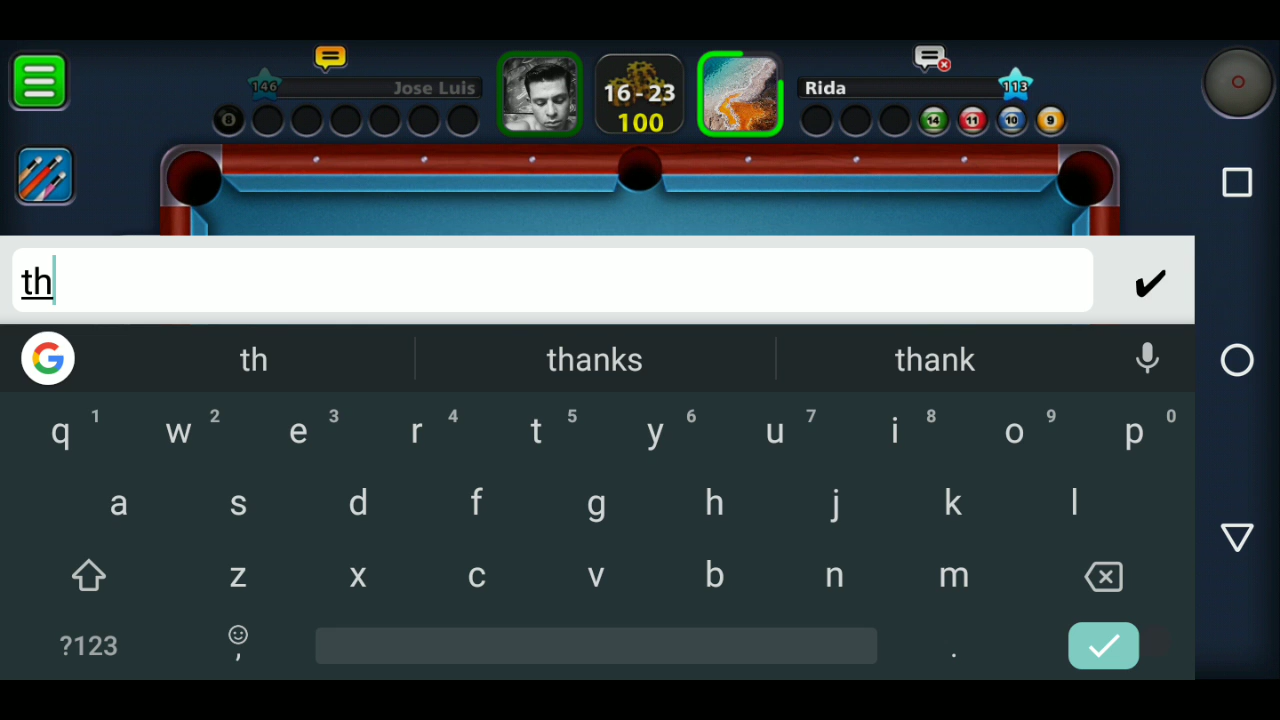 146
Jose Luis
16 - 23
100
Rida
113
8
14
11
10
9
th
th
thanks
thank
q 1 w 2 e 3 r 4 t 5 y 6 u 7 i 8 o 9 p 0
a s d f g h j k l
z x c v b n m
?123 , .